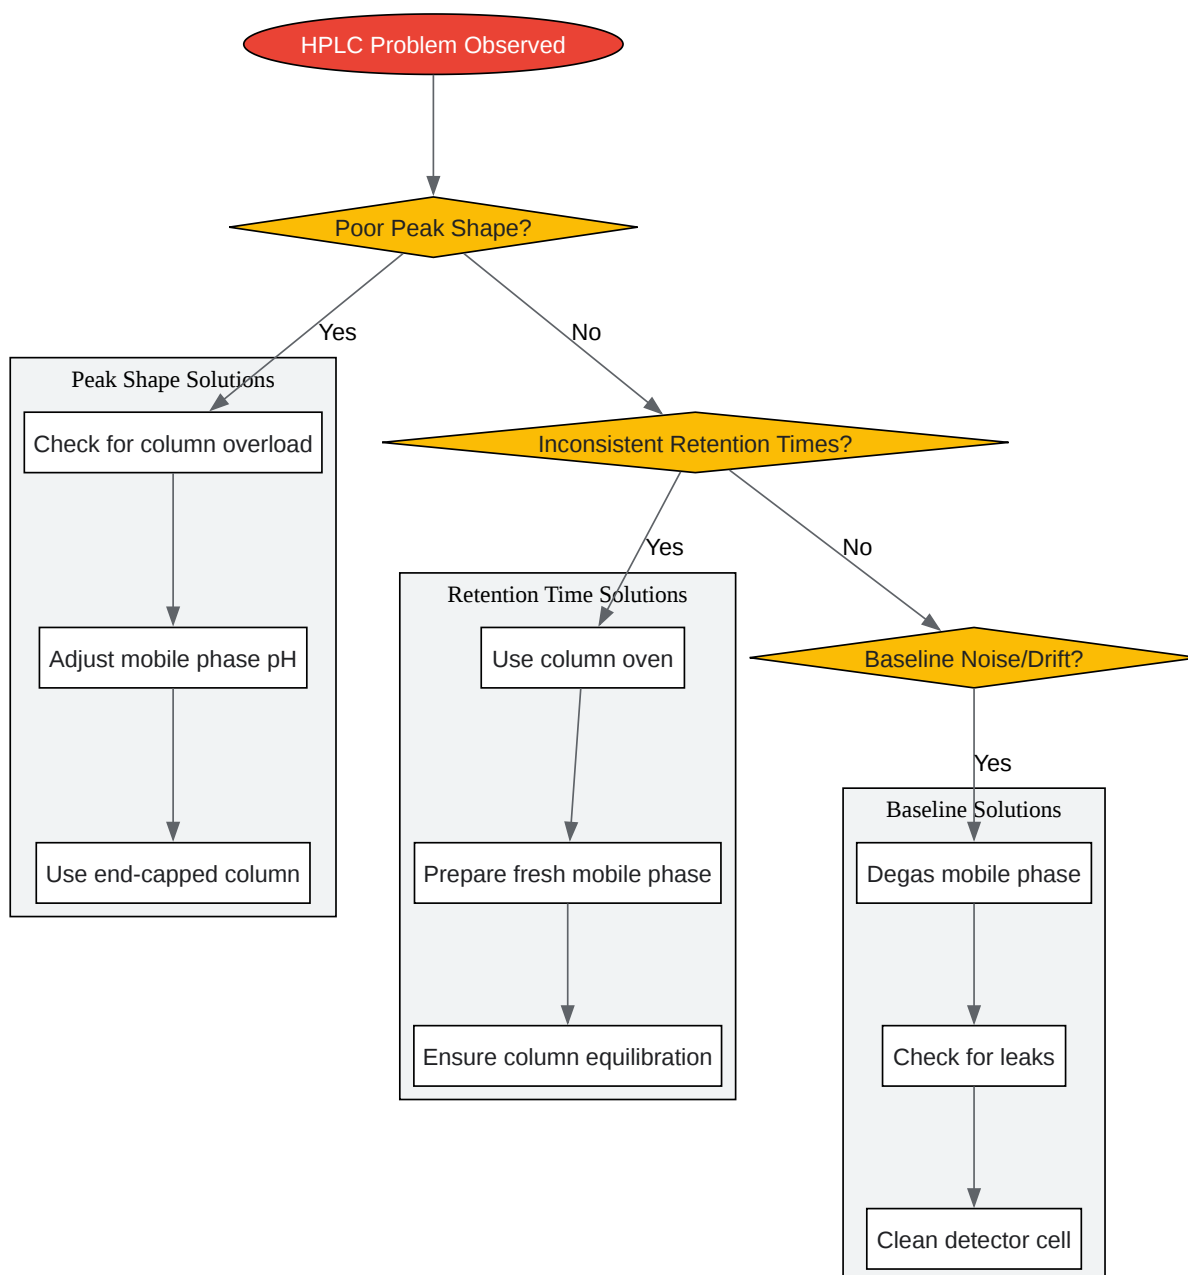 HPLC Problem Observed
Poor Peak Shape?
Yes
No
Peak Shape Solutions
Check for column overload
Adjust mobile phase pH
Use end-capped column
Inconsistent Retention Times?
Yes
No
Retention Time Solutions
Use column oven
Prepare fresh mobile phase
Ensure column equilibration
Baseline Noise/Drift?
Yes
Baseline Solutions
Degas mobile phase
Check for leaks
Clean detector cell